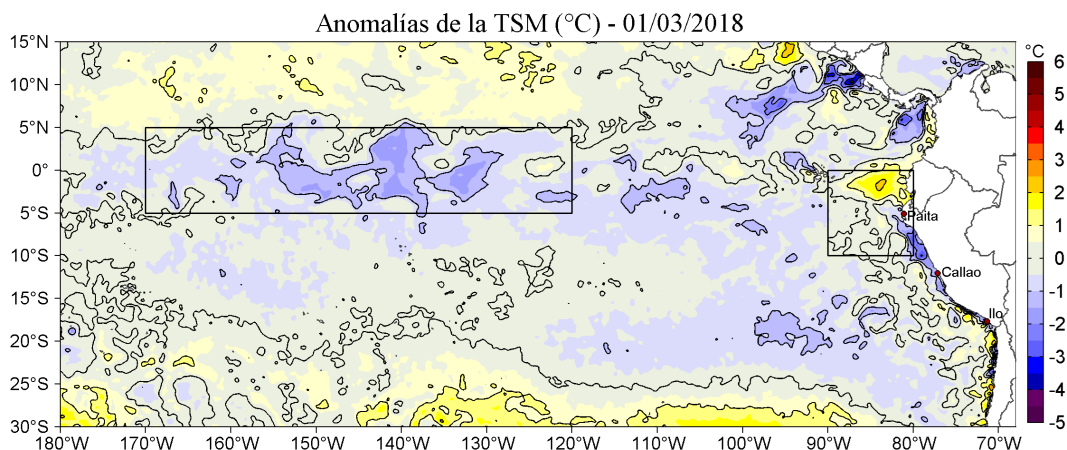 Anomalías de la TSM (°C) - 01/03/2018
15°N
10°N
5°N
0°
5°S
10°S
15°S
20°S
25°S
30°S
180°W
170°W
160°W
150°W
140°W
130°W
120°W
110°W
100°W
90°W
80°W
70°W
Paita
Callao
Ilo
°C
6
5
4
3
2
1
0
-1
-2
-3
-4
-5